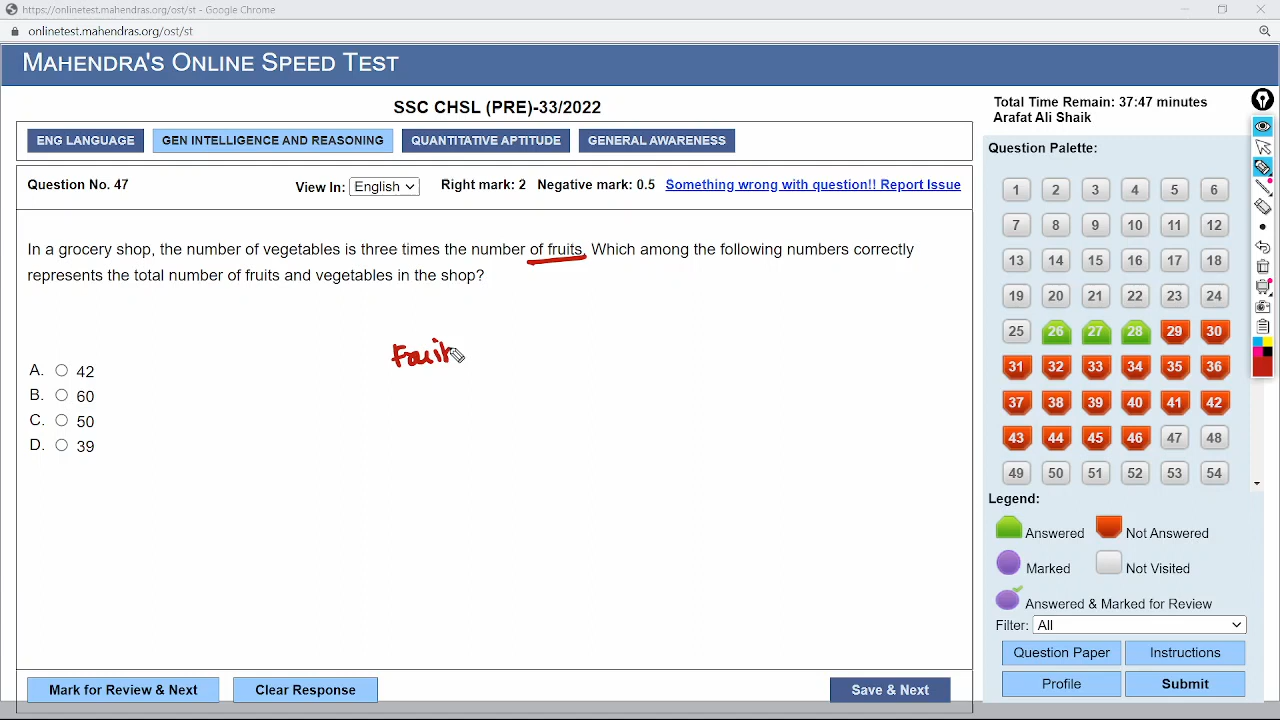 https://onlinetest.mahendras.org/ost/st - Google Chrome
onlinetest.mahendras.org/ost/st
MAHENDRA'S ONLINE SPEED TEST
SSC CHSL (PRE)-33/2022
Total Time Remain: 37:47 minutes
Arafat Ali Shaik
ENG LANGUAGE GEN INTELLIGENCE AND REASONING QUANTITATIVE APTITUDE GENERAL AWARENESS
Question Palette:
Question No. 47 View In: English Right mark: 2 Negative mark: 0.5 Something wrong with question!! Report Issue
In a grocery shop, the number of vegetables is three times the number of fruits. Which among the following numbers correctly
represents the total number of fruits and vegetables in the shop?
Fruit
A. 42
B. 60
C. 50
D. 39
1 2 3 4 5 6
7 8 9 10 11 12
13 14 15 16 17 18
19 20 21 22 23 24
25 26 27 28 29 30
31 32 33 34 35 36
37 38 39 40 41 42
43 44 45 46 47 48
49 50 51 52 53 54
Legend:
Answered Not Answered
Marked Not Visited
Answered & Marked for Review
Filter: All
Question Paper Instructions
Profile Submit
Mark for Review & Next Clear Response Save & Next